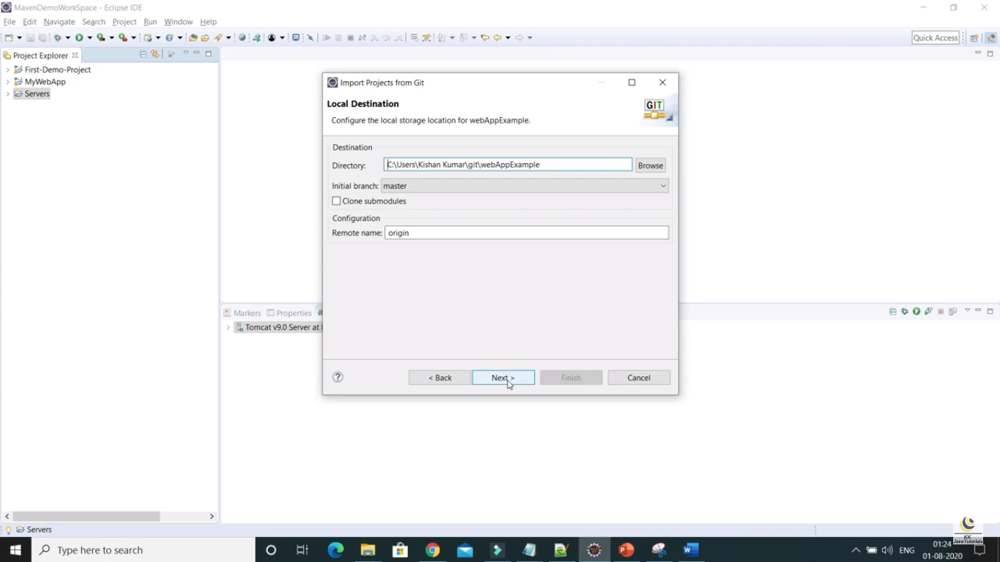 MavenDemoWorkSpace - Eclipse IDE
File Edit Navigate Search Project Run Window Help
Quick Access
Project Explorer
First-Demo-Project
MyWebApp
Servers
Import Projects from Git
Local Destination
Configure the local storage location for webAppExample.
GIT
Destination
Directory: C:\Users\Kishan Kumar\git\webAppExample Browse
Initial branch: master
Clone submodules
Configuration
Remote name: origin
Markers Properties
Tomcat v9.0 Server at
< Back Next > Finish Cancel
Servers
KK
JavaTutorials
Type here to search
ENG
01:24
01-08-2020